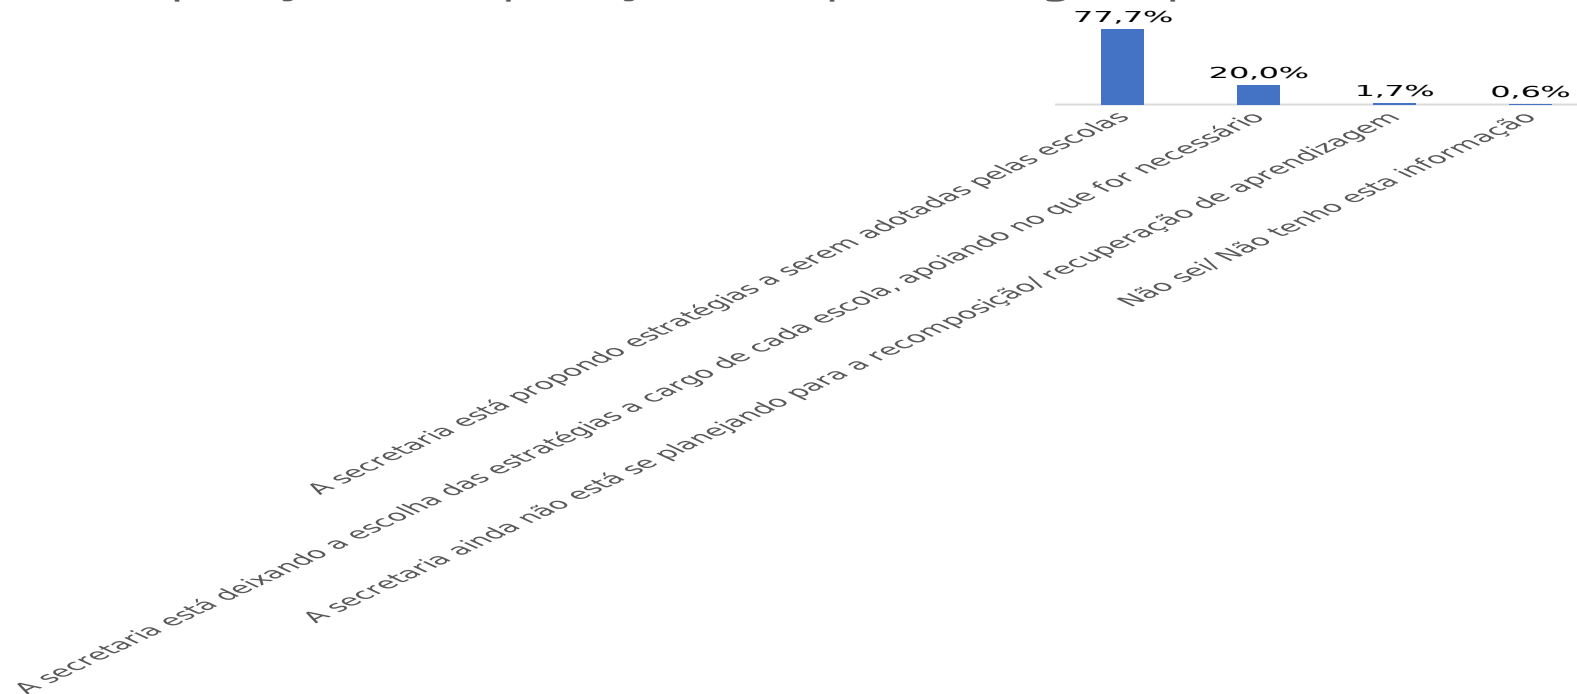 77,7%
20,0%
1,7%
0,6%
A secretaria está propondo estratégias a serem adotadas pelas escolas
A secretaria está deixando a escolha das estratégias a cargo de cada escola, apoiando no que for necessário
A secretaria ainda não está se planejando para a recomposição/ recuperação de aprendizagem
Não sei/ Não tenho esta informação